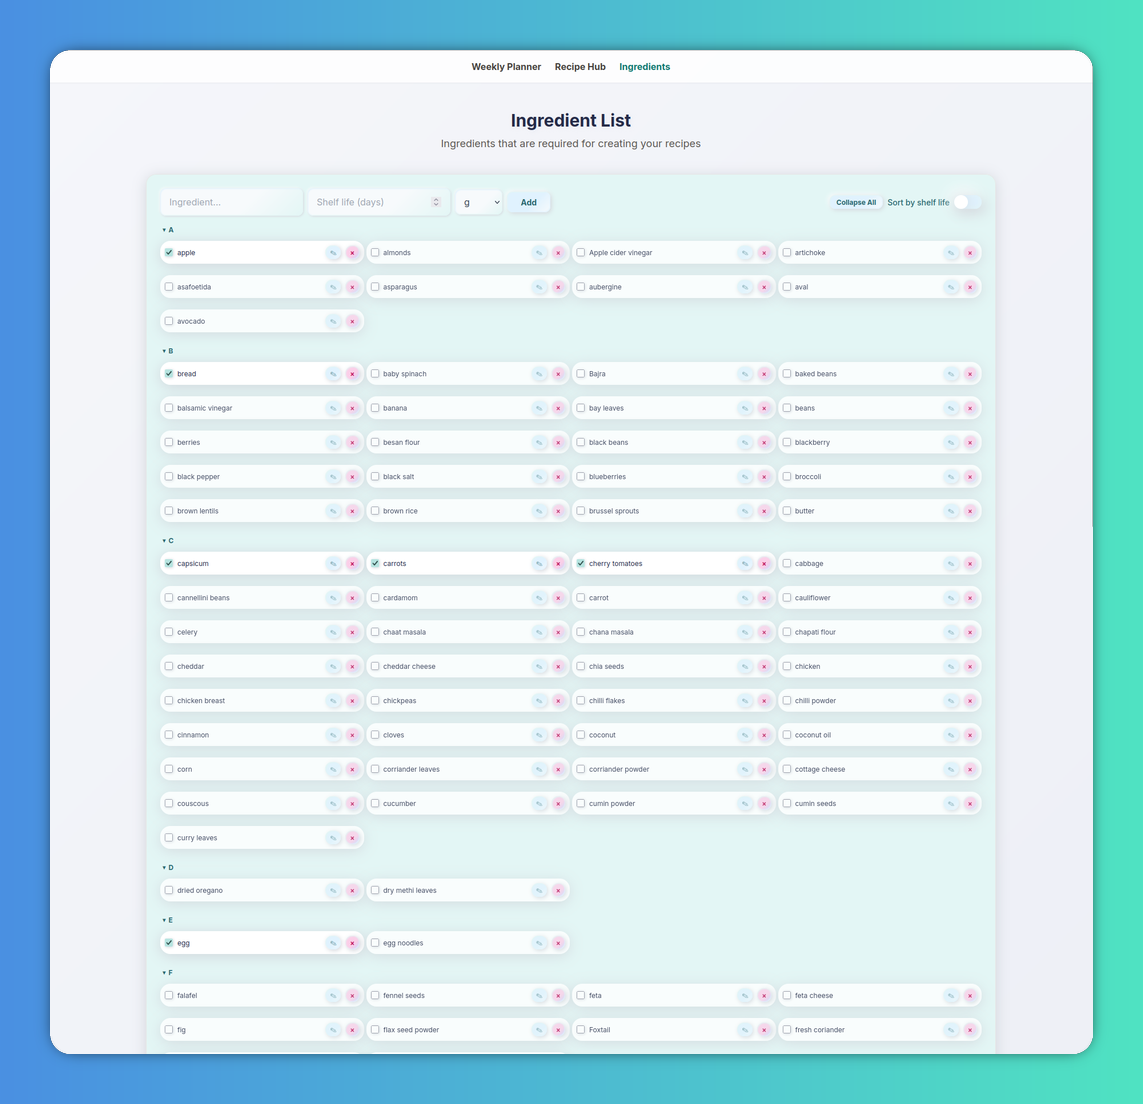 Weekly Planner Recipe Hub Ingredients
Ingredient List
Ingredients that are required for creating your recipes
Ingredient... Shelf life (days) g Add Collapse All Sort by shelf life
A
apple almonds Apple cider vinegar artichoke
asafoetida asparagus aubergine aval
avocado
B
bread baby spinach Bajra baked beans
balsamic vinegar banana bay leaves beans
berries besan flour black beans blackberry
black pepper black salt blueberries broccoli
brown lentils brown rice brussel sprouts butter
C
capsicum carrots cherry tomatoes cabbage
cannellini beans cardamom carrot cauliflower
celery chaat masala chana masala chapati flour
cheddar cheddar cheese chia seeds chicken
chicken breast chickpeas chilli flakes chilli powder
cinnamon cloves coconut coconut oil
corn corriander leaves corriander powder cottage cheese
couscous cucumber cumin powder cumin seeds
curry leaves
D
dried oregano dry methi leaves
E
egg egg noodles
F
falafel fennel seeds feta feta cheese
fig flax seed powder Foxtail fresh coriander